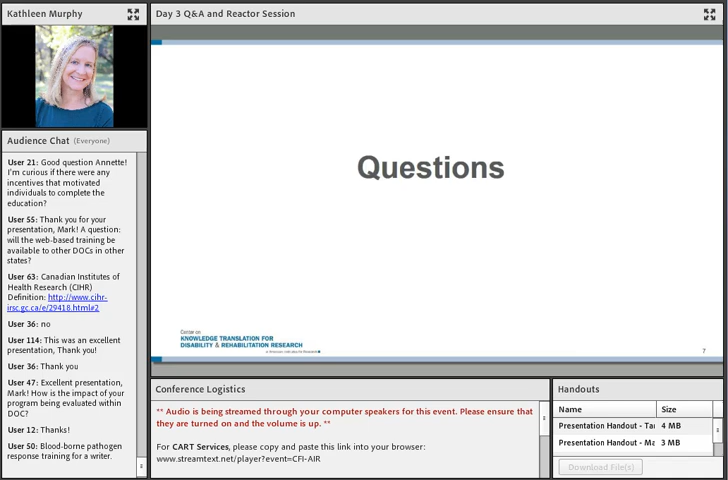 Kathleen Murphy
Audience Chat (Everyone)
User 21: Good question Annette!
I'm curious if there were any
incentives that motivated
individuals to complete the
education?
User 55: Thank you for your
presentation, Mark! A question:
will the web-based training be
available to other DOCs in other
states?
User 63: Canadian Institutes of
Health Research (CIHR)
Definition: http://www.cihr-
irsc.gc.ca/e/29418.html#2
User 36: no
User 114: This was an excellent
presentation, Thank you!
User 36: Thank you
User 47: Excellent presentation,
Mark! How is the impact of your
program being evaluated within
DOC?
User 12: Thanks!
User 50: Blood-borne pathogen
response training for a writer.
Day 3 Q&A and Reactor Session
Questions
Center on
KNOWLEDGE TRANSLATION FOR
DISABILITY & REHABILITATION RESEARCH
7
Conference Logistics
** Audio is being streamed through your computer speakers for this event. Please ensure that
they are turned on and the volume is up. **
For CART Services, please copy and paste this link into your browser:
www.streamtext.net/player?event=CFI-AIR
Handouts
Name Size
Presentation Handout - Tar 4 MB
Presentation Handout - Ma 3 MB
Download File(s)